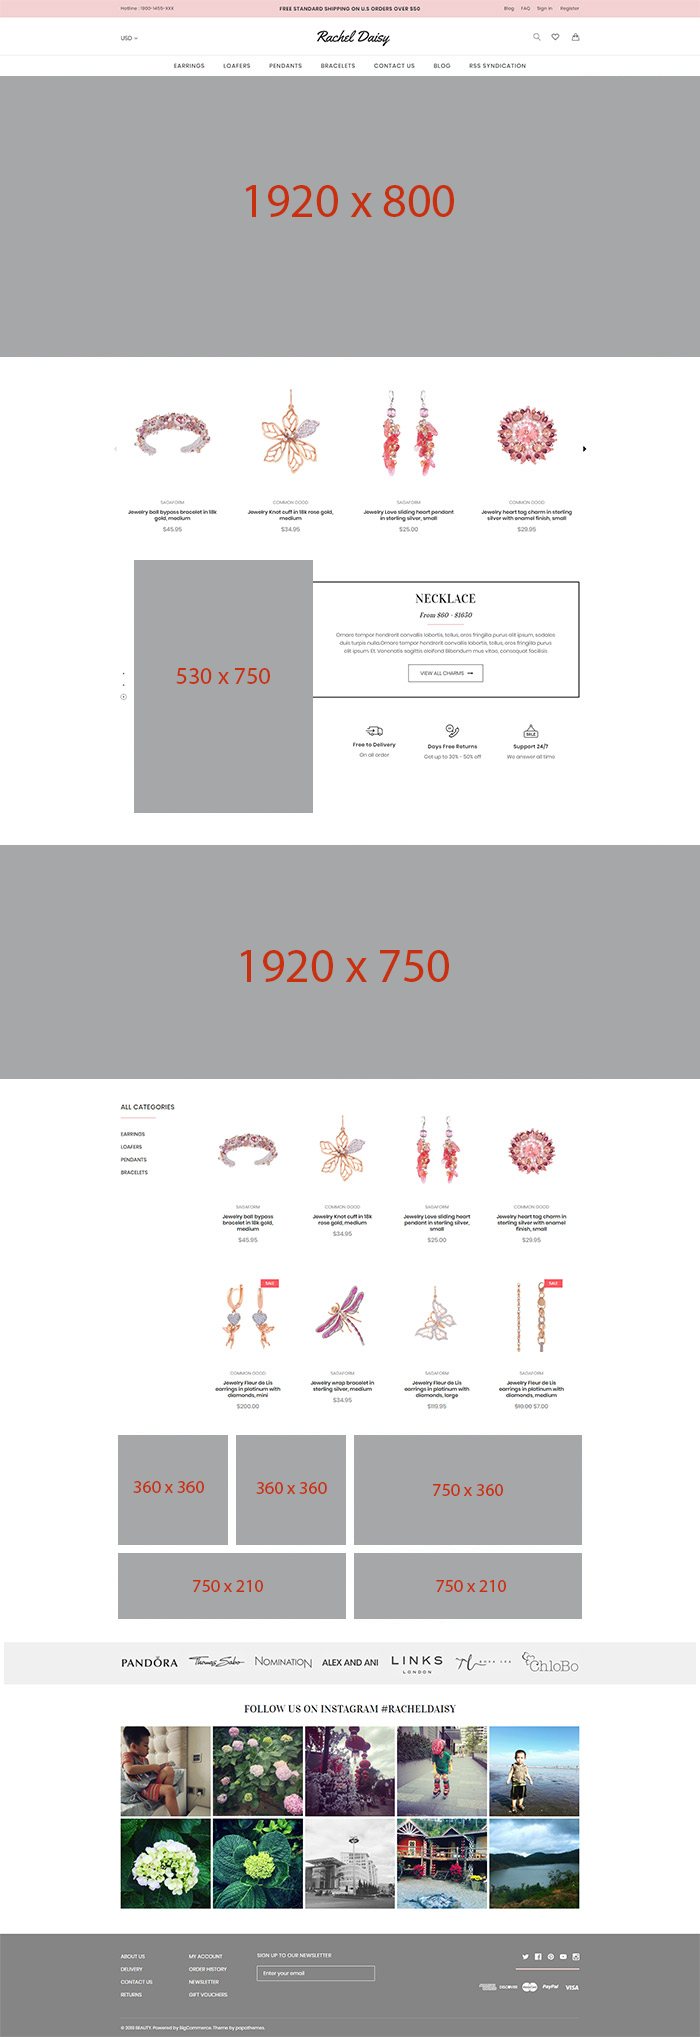 Hotline : 1900-1455-XXX
FREE STANDARD SHIPPING ON U.S ORDERS OVER $50
Blog FAQ Sign in Register
USD
Rachel Daisy
EARRINGS LOAFERS PENDANTS BRACELETS CONTACT US BLOG RSS SYNDICATION
1920 x 800
SAGAFORM
Jewelry ball bypass bracelet in 18k
gold, medium
$45.95
COMMON GOOD
Jewelry Knot cuff in 18k rose gold,
medium
$34.95
SAGAFORM
Jewelry Love sliding heart pendant
in sterling silver, small
$25.00
COMMON GOOD
Jewelry heart tag charm in sterling
silver with enamel finish, small
$29.95
530 x 750
NECKLACE
From $60 - $1650
Ornare tempor hendrerit convallis lobortis, tellus, eros fringilla purus elit ipsum, sodales
duis turpis nulla.Ornare tempor hendrerit convallis lobortis, tellus, eros fringilla purus
elit ipsum, Et. Venenatis sagittis eleifend Bibendum mus vitae, consequat facilisis
VIEW ALL CHARMS
Free to Delivery
On all order
Days Free Returns
Get up to 30% - 50% off
SALE
Support 24/7
We answer all time
1920 x 750
ALL CATEGORIES
EARRINGS
LOAFERS
PENDANTS
BRACELETS
SAGAFORM
Jewelry ball bypass
bracelet in 18k gold,
medium
$45.95
COMMON GOOD
Jewelry Knot cuff in 18k
rose gold, medium
$34.95
SAGAFORM
Jewelry Love sliding heart
pendant in sterling silver,
small
$25.00
COMMON GOOD
Jewelry heart tag charm in
sterling silver with enamel
finish, small
$29.95
SALE
COMMON GOOD
Jewelry Fleur de Lis
earrings in platinum with
diamonds, mini
$200.00
SAGAFORM
Jewelry wrap bracelet in
sterling silver, medium
$34.95
SAGAFORM
Jewelry Fleur de Lis
earrings in platinum with
diamonds, large
$119.95
SALE
SAGAFORM
Jewelry Fleur de Lis
earrings in platinum with
diamonds, medium
$10.00 $7.00
360 x 360
360 x 360
750 x 360
750 x 210
750 x 210
PANDÖRA
Thomas Sabo
NOMINATION
ALEX AND ANI
LINKS
LONDON
ChloBo
FOLLOW US ON INSTAGRAM #RACHELDAISY
ABOUT US
DELIVERY
CONTACT US
RETURNS
MY ACCOUNT
ORDER HISTORY
NEWSLETTER
GIFT VOUCHERS
SIGN UP TO OUR NEWSLETTER
Enter your email
DISCOVER
PayPal
VISA
© 2019 BEAUTY. Powered by BigCommerce. Theme by papathemes.